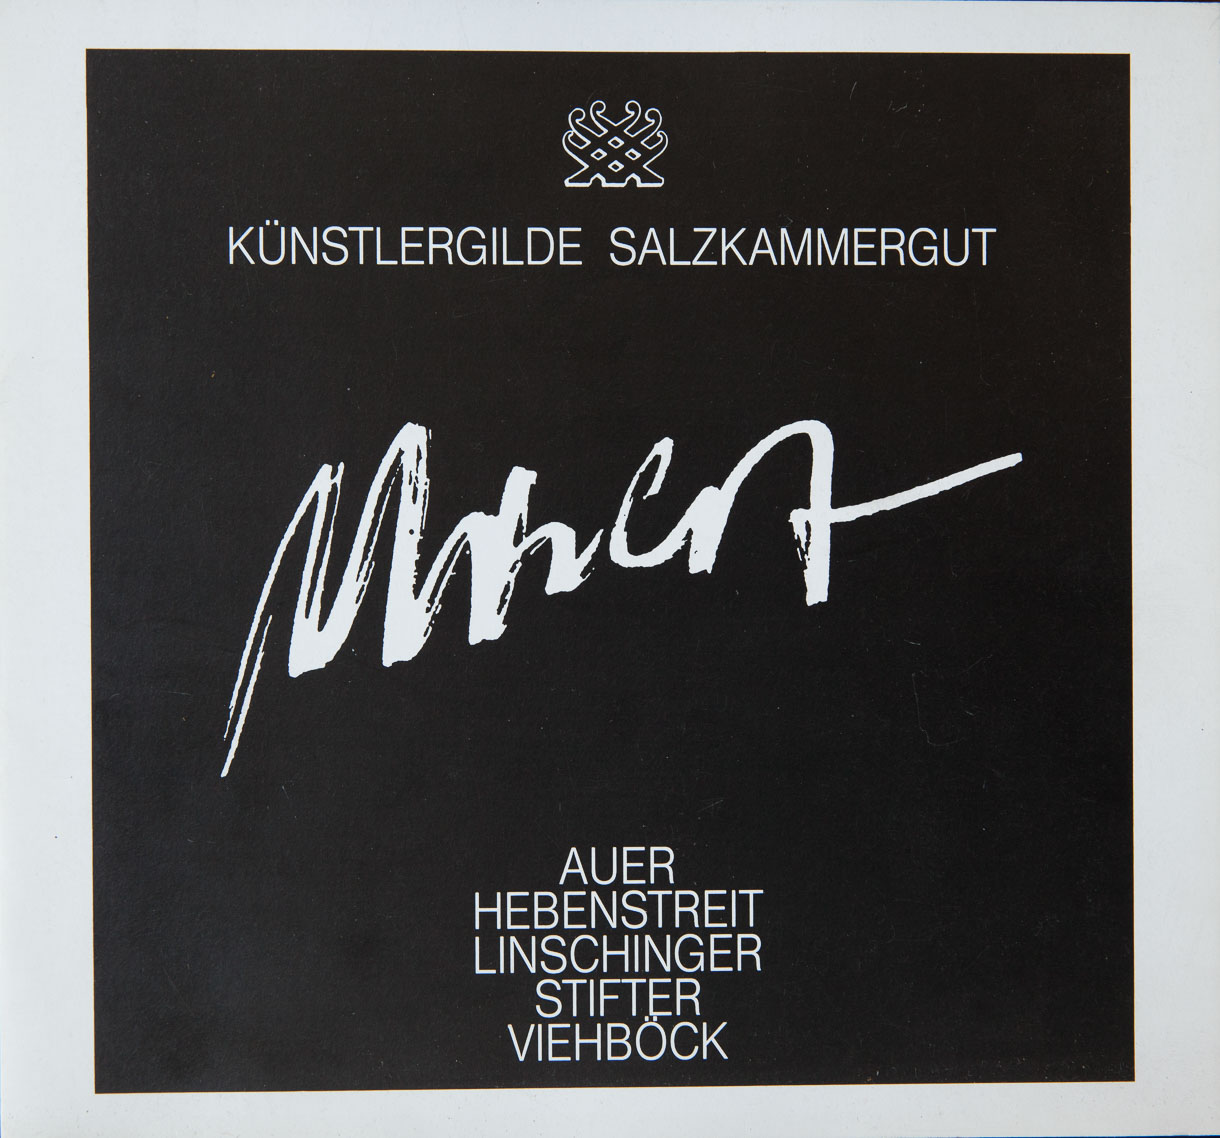 KÜNSTLERGILDE SALZKAMMERGUT
AUER
HEBENSTREIT
LINSCHINGER
STIFTER
VIEHBÖCK